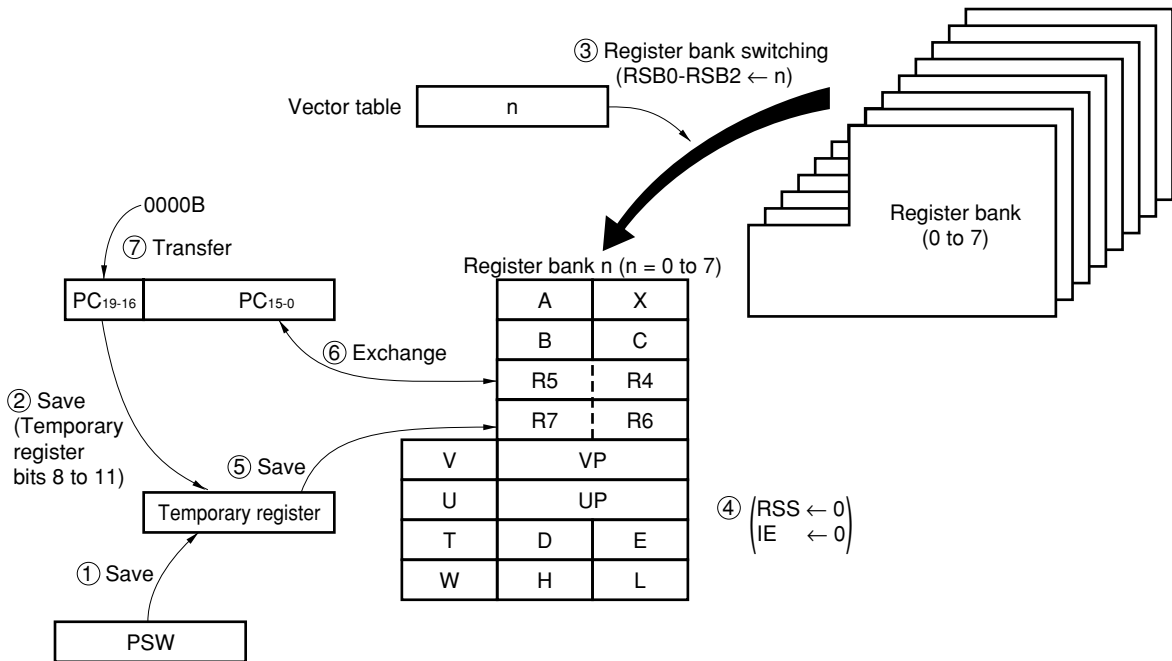 ③ Register bank switching
(RSB0-RSB2 ← n)
Vector table
n
Register bank
(0 to 7)
0000B
⑦ Transfer
Register bank n (n = 0 to 7)
PC19-16
PC15-0
A
X
B
C
⑥ Exchange
R5
R4
R7
R6
② Save
(Temporary
register
bits 8 to 11)
⑤ Save
V
VP
U
UP
④
RSS ← 0
IE ← 0
Temporary register
T
D
E
W
H
L
① Save
PSW